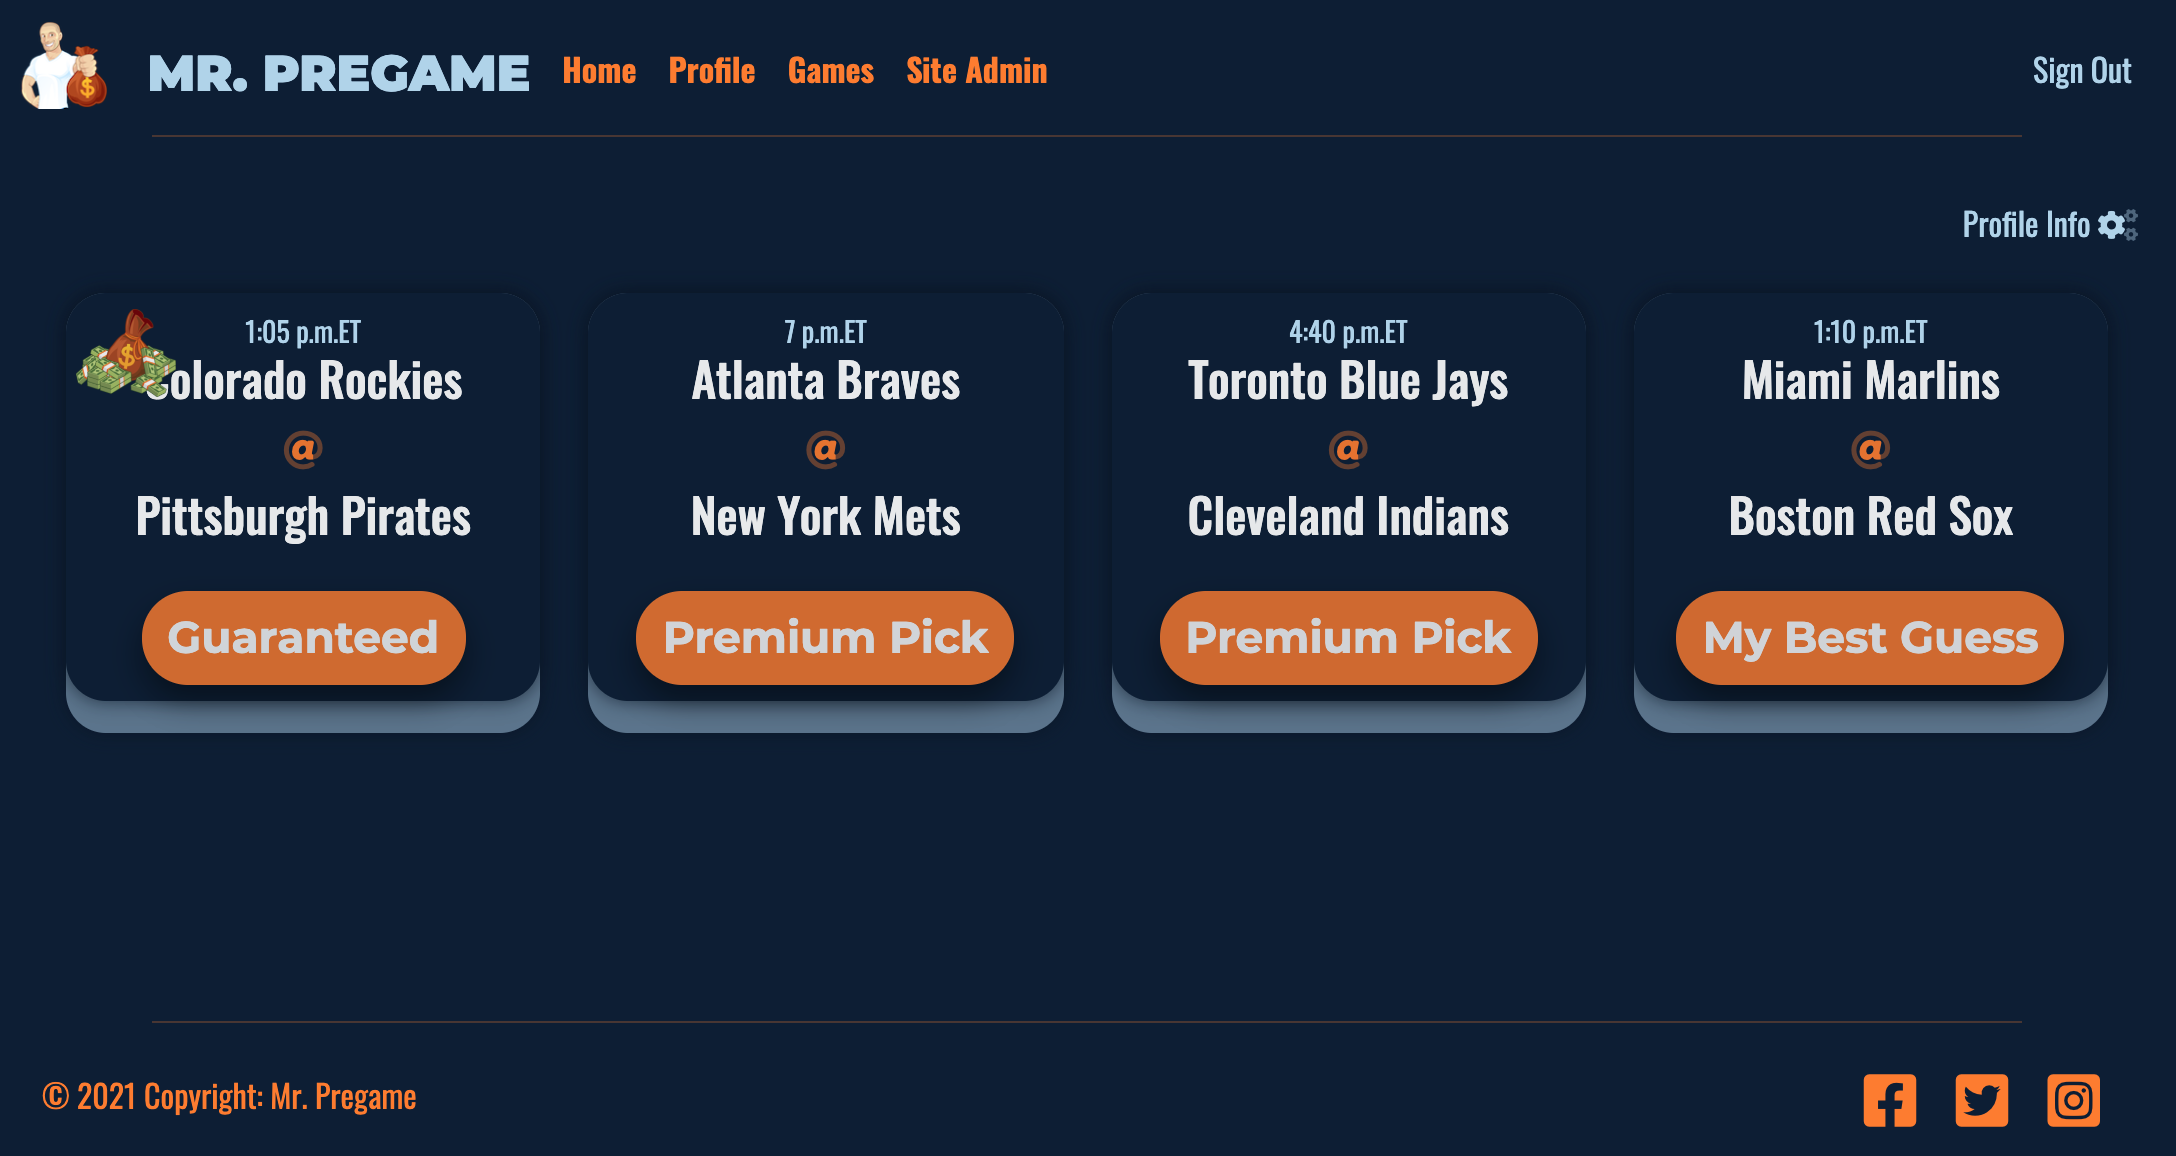 MR. PREGAME Home Profile Games Site Admin Sign Out
Profile Info
1:05 p.m.ET
Colorado Rockies
@
Pittsburgh Pirates
Guaranteed
7 p.m.ET
Atlanta Braves
@
New York Mets
Premium Pick
4:40 p.m.ET
Toronto Blue Jays
@
Cleveland Indians
Premium Pick
1:10 p.m.ET
Miami Marlins
@
Boston Red Sox
My Best Guess
© 2021 Copyright: Mr. Pregame